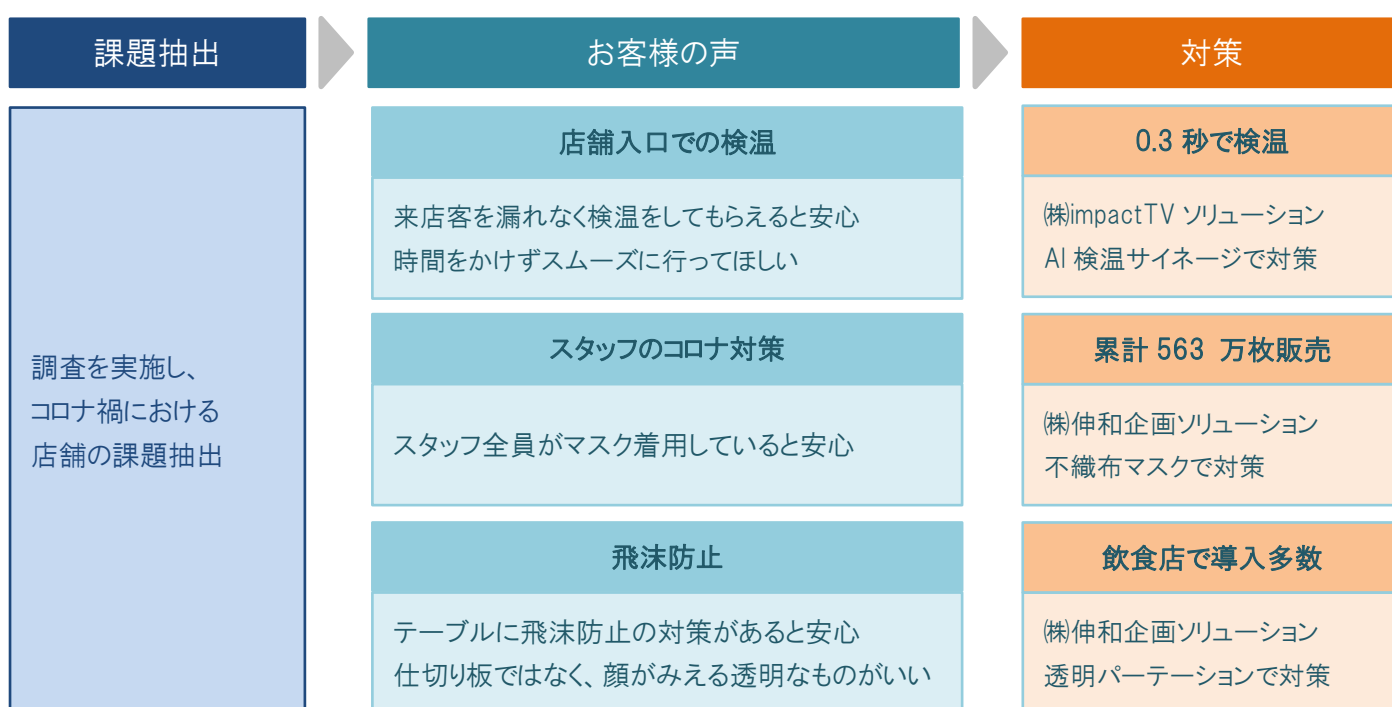 課題抽出
お客様の声
対策
調査を実施し、
コロナ禍における
店舗の課題抽出
店舗入口での検温
来店客を漏れなく検温をしてもらえると安心
時間をかけずスムーズに行ってほしい
0.3 秒で検温
㈱impactTV ソリューション
AI 検温サイネージで対策
スタッフのコロナ対策
スタッフ全員がマスク着用していると安心
累計 563 万枚販売
㈱伸和企画ソリューション
不織布マスクで対策
飛沫防止
テーブルに飛沫防止の対策があると安心
仕切り板ではなく、顔がみえる透明なものがいい
飲食店で導入多数
㈱伸和企画ソリューション
透明パーテーションで対策